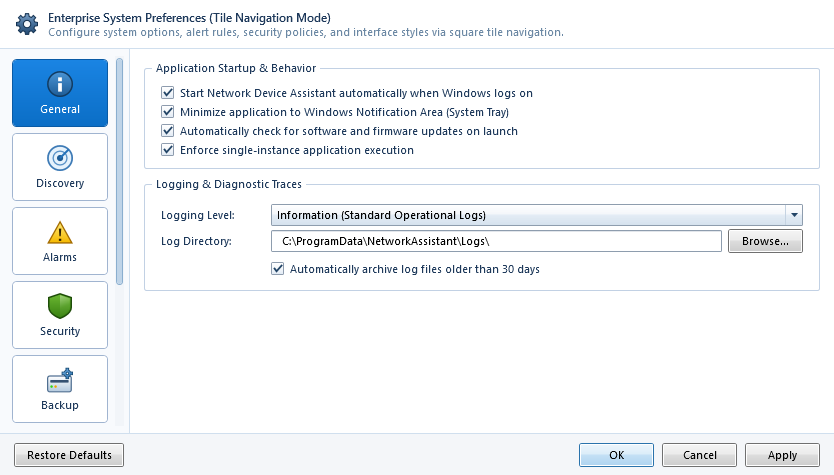 Enterprise System Preferences (Tile Navigation Mode)
Configure system options, alert rules, security policies, and interface styles via square tile navigation.
General
Discovery
Alarms
Security
Backup
Application Startup & Behavior
Start Network Device Assistant automatically when Windows logs on
Minimize application to Windows Notification Area (System Tray)
Automatically check for software and firmware updates on launch
Enforce single-instance application execution
Logging & Diagnostic Traces
Logging Level: Information (Standard Operational Logs)
Log Directory: C:\ProgramData\NetworkAssistant\Logs\ Browse...
Automatically archive log files older than 30 days
Restore Defaults OK Cancel Apply